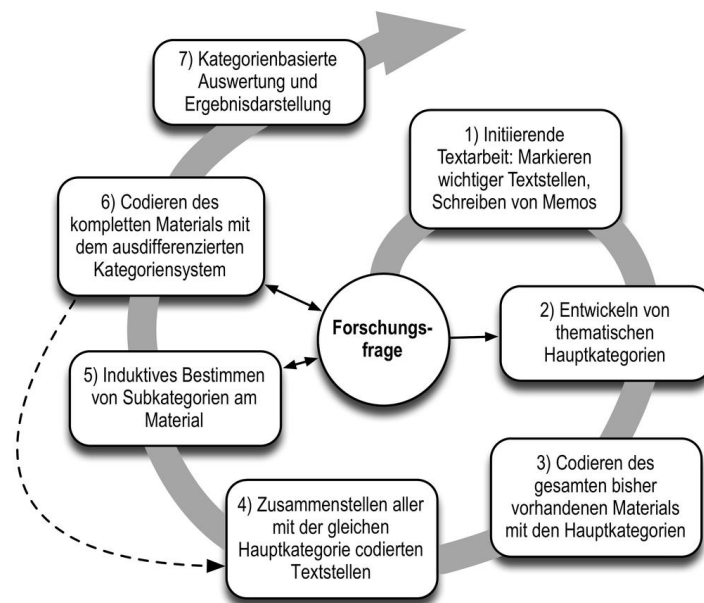 7) Kategorienbasierte
Auswertung und
Ergebnisdarstellung
1) Initiierende
Textarbeit: Markieren
wichtiger Textstellen,
Schreiben von Memos
6) Codieren des
kompletten Materials mit
dem ausdifferenzierten
Kategoriensystem
Forschungs-
frage
2) Entwickeln von
thematischen
Hauptkategorien
5) Induktives Bestimmen
von Subkategorien am
Material
3) Codieren des
gesamten bisher
vorhandenen Materials
mit den Hauptkategorien
4) Zusammenstellen aller
mit der gleichen
Hauptkategorie codierten
Textstellen